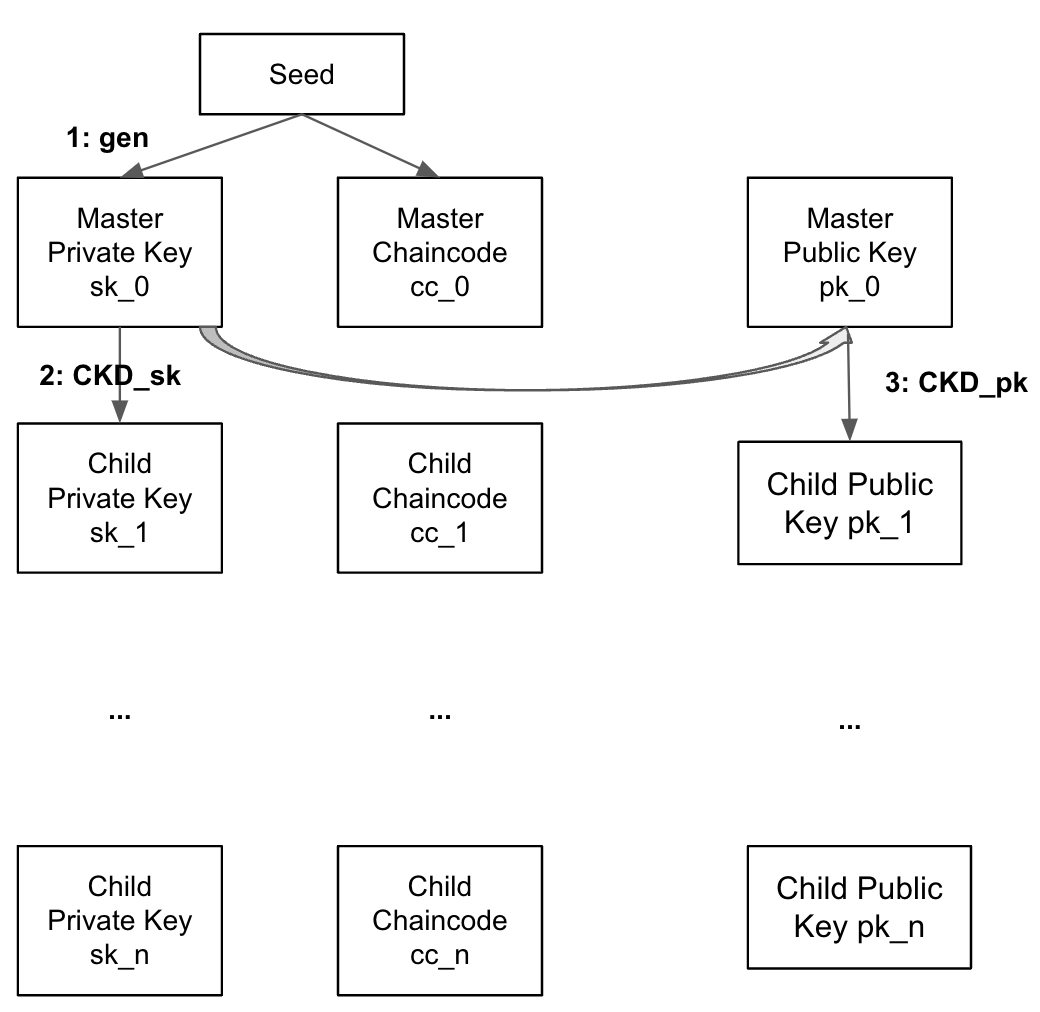 Seed
1: gen
Master
Private Key
sk_0
Master
Chaincode
cc_0
Master
Public Key
pk_0
2: CKD_sk
3: CKD_pk
Child
Private Key
sk_1
Child
Chaincode
cc_1
Child Public
Key pk_1
...
...
...
Child
Private Key
sk_n
Child
Chaincode
cc_n
Child Public
Key pk_n